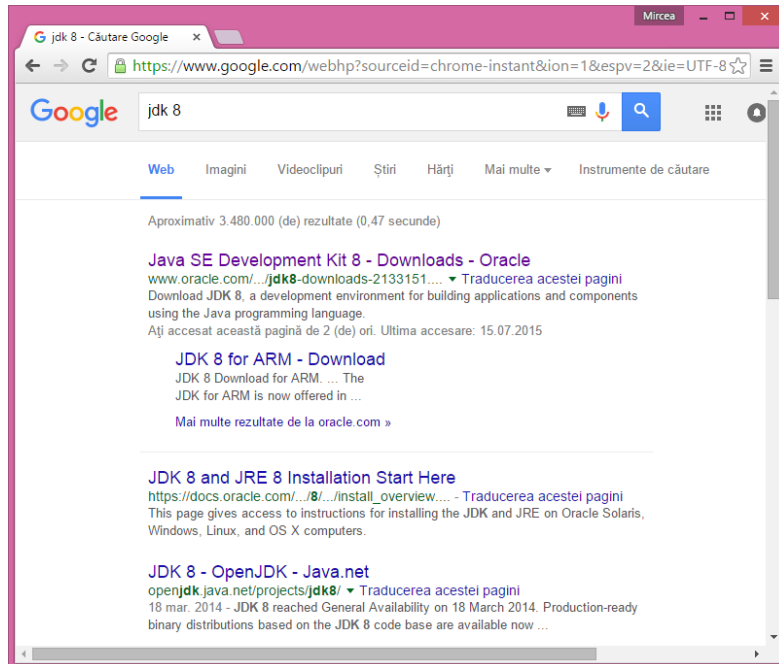 Mircea
jdk 8 - Căutare Google
https://www.google.com/webhp?sourceid=chrome-instant&ion=1&espv=2&ie=UTF-8
Google
jdk 8
Web Imagini Videoclipuri Știri Hărți Mai multe Instrumente de căutare
Aproximativ 3.480.000 (de) rezultate (0,47 secunde)
Java SE Development Kit 8 - Downloads - Oracle
www.oracle.com/.../jdk8-downloads-2133151.... Traducerea acestei pagini
Download JDK 8, a development environment for building applications and components
using the Java programming language.
Ați accesat această pagină de 2 (de) ori. Ultima accesare: 15.07.2015
JDK 8 for ARM - Download
JDK 8 Download for ARM. ... The
JDK for ARM is now offered in ...
Mai multe rezultate de la oracle.com »
JDK 8 and JRE 8 Installation Start Here
https://docs.oracle.com/.../8/.../install_overview.... - Traducerea acestei pagini
This page gives access to instructions for installing the JDK and JRE on Oracle Solaris,
Windows, Linux, and OS X computers.
JDK 8 - OpenJDK - Java.net
openjdk.java.net/projects/jdk8/ Traducerea acestei pagini
18 mar. 2014 - JDK 8 reached General Availability on 18 March 2014. Production-ready
binary distributions based on the JDK 8 code base are available now ...